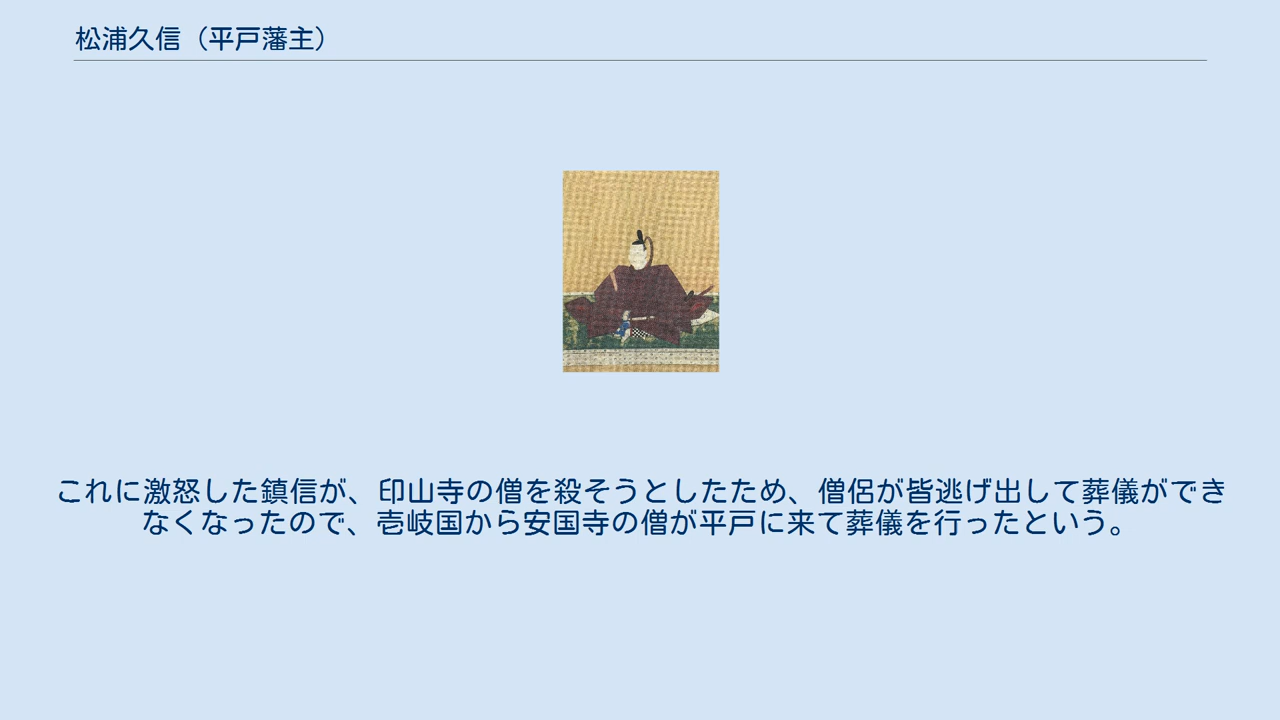 松浦久信（平戸藩主）
これに激怒した鎮信が、印山寺の僧を殺そうとしたため、僧侶が皆逃げ出して葬儀ができ
なくなったので、壱岐国から安国寺の僧が平戸に来て葬儀を行ったという。